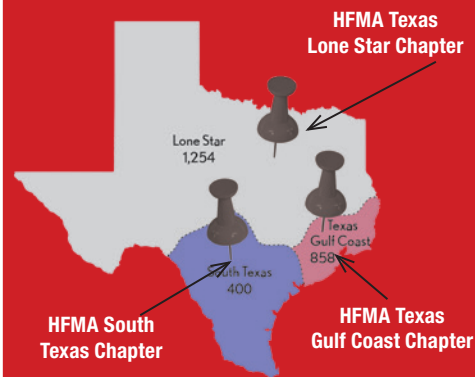 HFMA Texas
Lone Star Chapter
Lone Star
1,254
Texas
Gulf Coast
858
South Texas
400
HFMA South
Texas Chapter
HFMA Texas
Gulf Coast Chapter